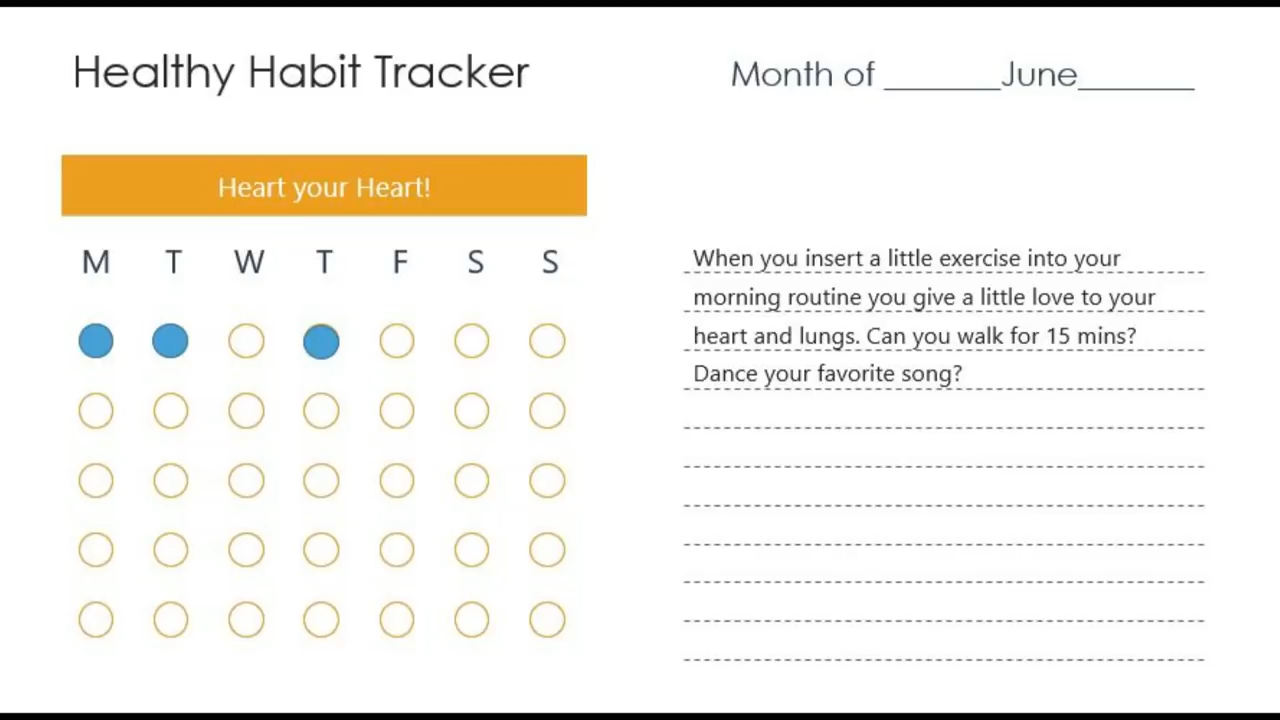 Healthy Habit Tracker
Month of _______June_______
Heart your Heart!
M T W T F S S
When you insert a little exercise into your
morning routine you give a little love to your
heart and lungs. Can you walk for 15 mins?
Dance your favorite song?